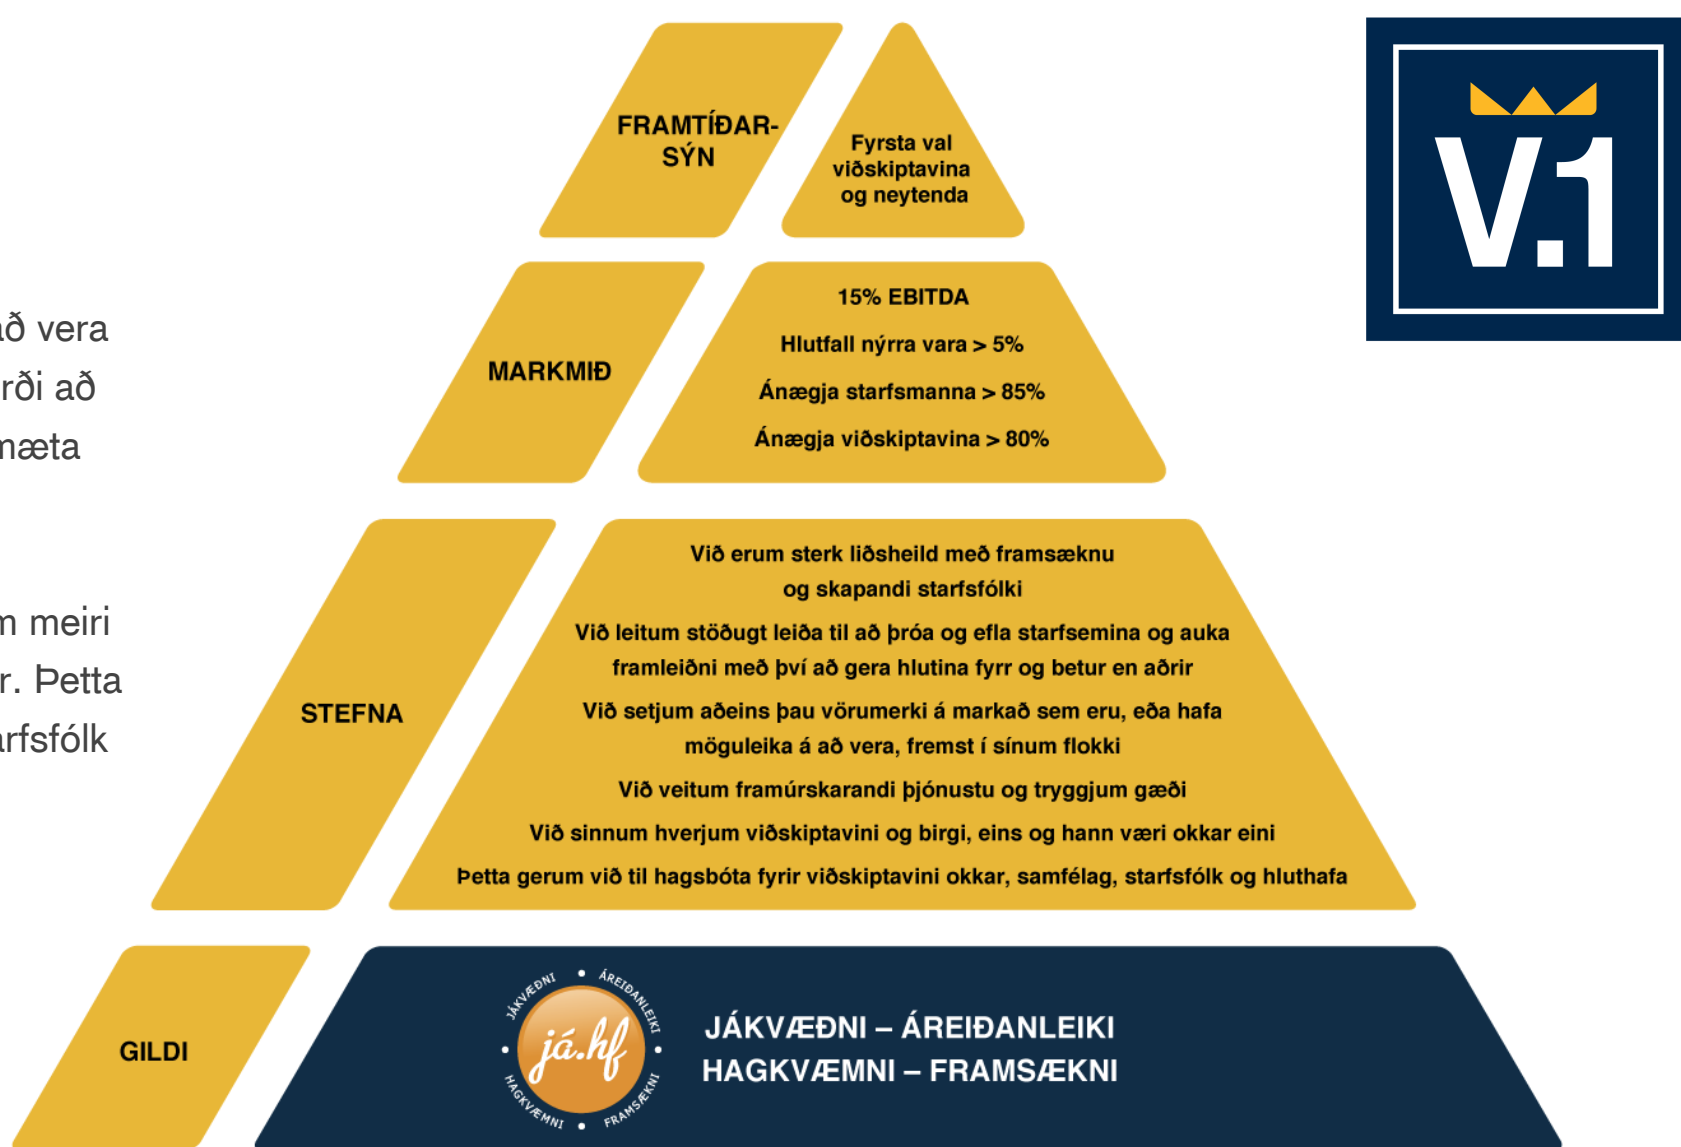 FRAMTÍÐAR-
SÝN
Fyrsta val
viðskiptavina
og neytenda
V.1
að vera
rði að
mæta
m meiri
r. Þetta
arfsfólk
MARKMIÐ
15% EBITDA
Hlutfall nýrra vara > 5%
Ánægja starfsmanna > 85%
Ánægja viðskiptavina > 80%
STEFNA
Við erum sterk liðsheild með framsæknu
og skapandi starfsfólki
Við leitum stöðugt leiða til að þróa og efla starfsemina og auka
framleiðni með því að gera hlutina fyrr og betur en aðrir
Við setjum aðeins þau vörumerki á markað sem eru, eða hafa
möguleika á að vera, fremst í sínum flokki
Við veitum framúrskarandi þjónustu og tryggjum gæði
Við sinnum hverjum viðskiptavini og birgi, eins og hann væri okkar eini
Þetta gerum við til hagsbóta fyrir viðskiptavini okkar, samfélag, starfsfólk og hluthafa
GILDI
JÁKVÆÐNI • ÁREIÐANLEIKI •
já.hf
• HAGKVÆMNI • FRAMSÆKNI
JÁKVÆÐNI – ÁREIÐANLEIKI
HAGKVÆMNI – FRAMSÆKNI